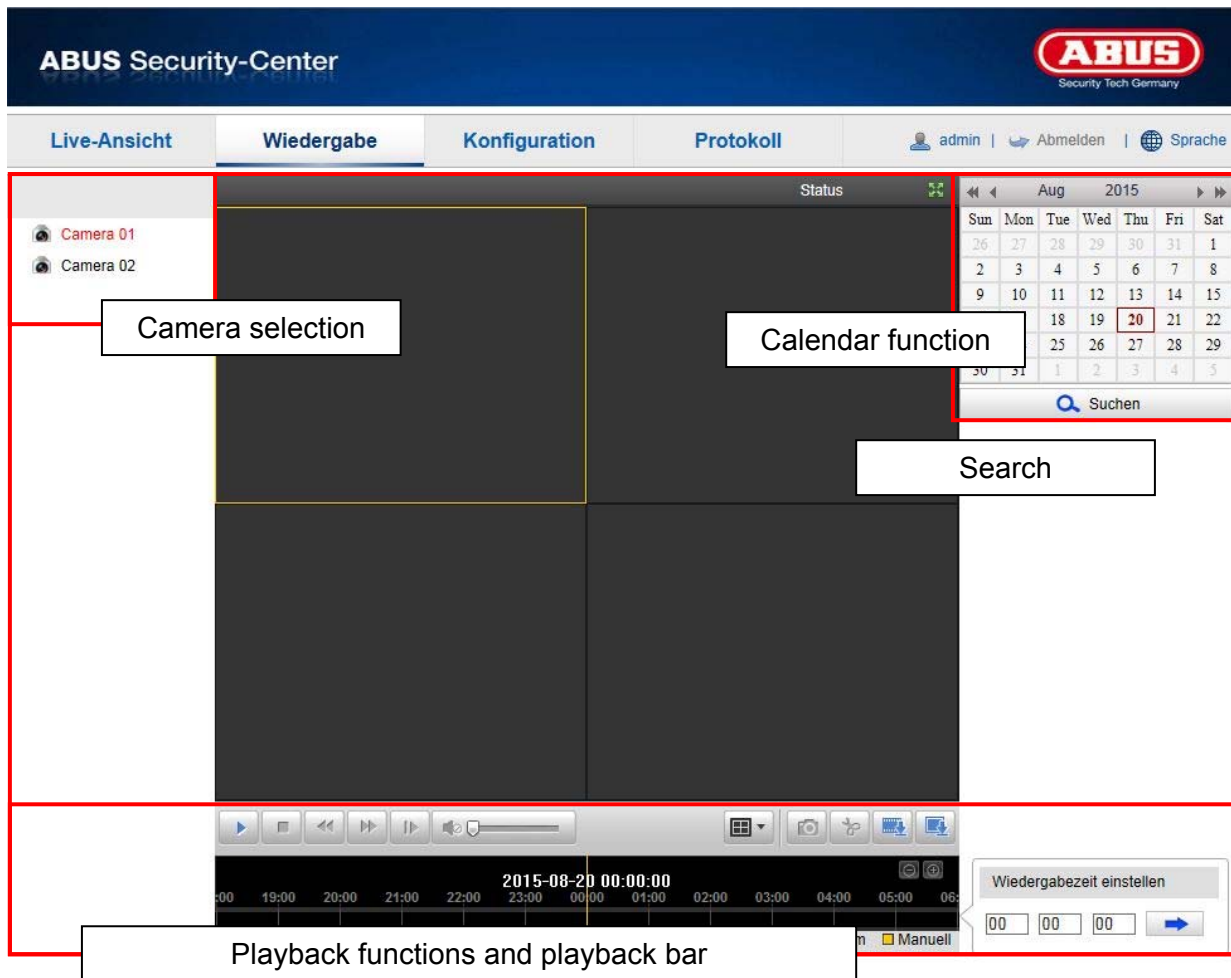 ABUS Security-Center
ABUS
Security Tech Germany
Live-Ansicht Wiedergabe Konfiguration Protokoll admin | Abmelden | Sprache
Status
Camera 01
Camera 02
Camera selection
Aug 2015
Sun Mon Tue Wed Thu Fri Sat
26 27 28 29 30 31 1
2 3 4 5 6 7 8
9 10 11 12 13 14 15
18 19 20 21 22
25 26 27 28 29
30 31 1 2 3 4 5
Calendar function
Suchen
Search
2015-08-20 00:00:00
:00 19:00 20:00 21:00 22:00 23:00 00:00 01:00 02:00 03:00 04:00 05:00 06:
Manuell
Wiedergabezeit einstellen
00 00 00
Playback functions and playback bar